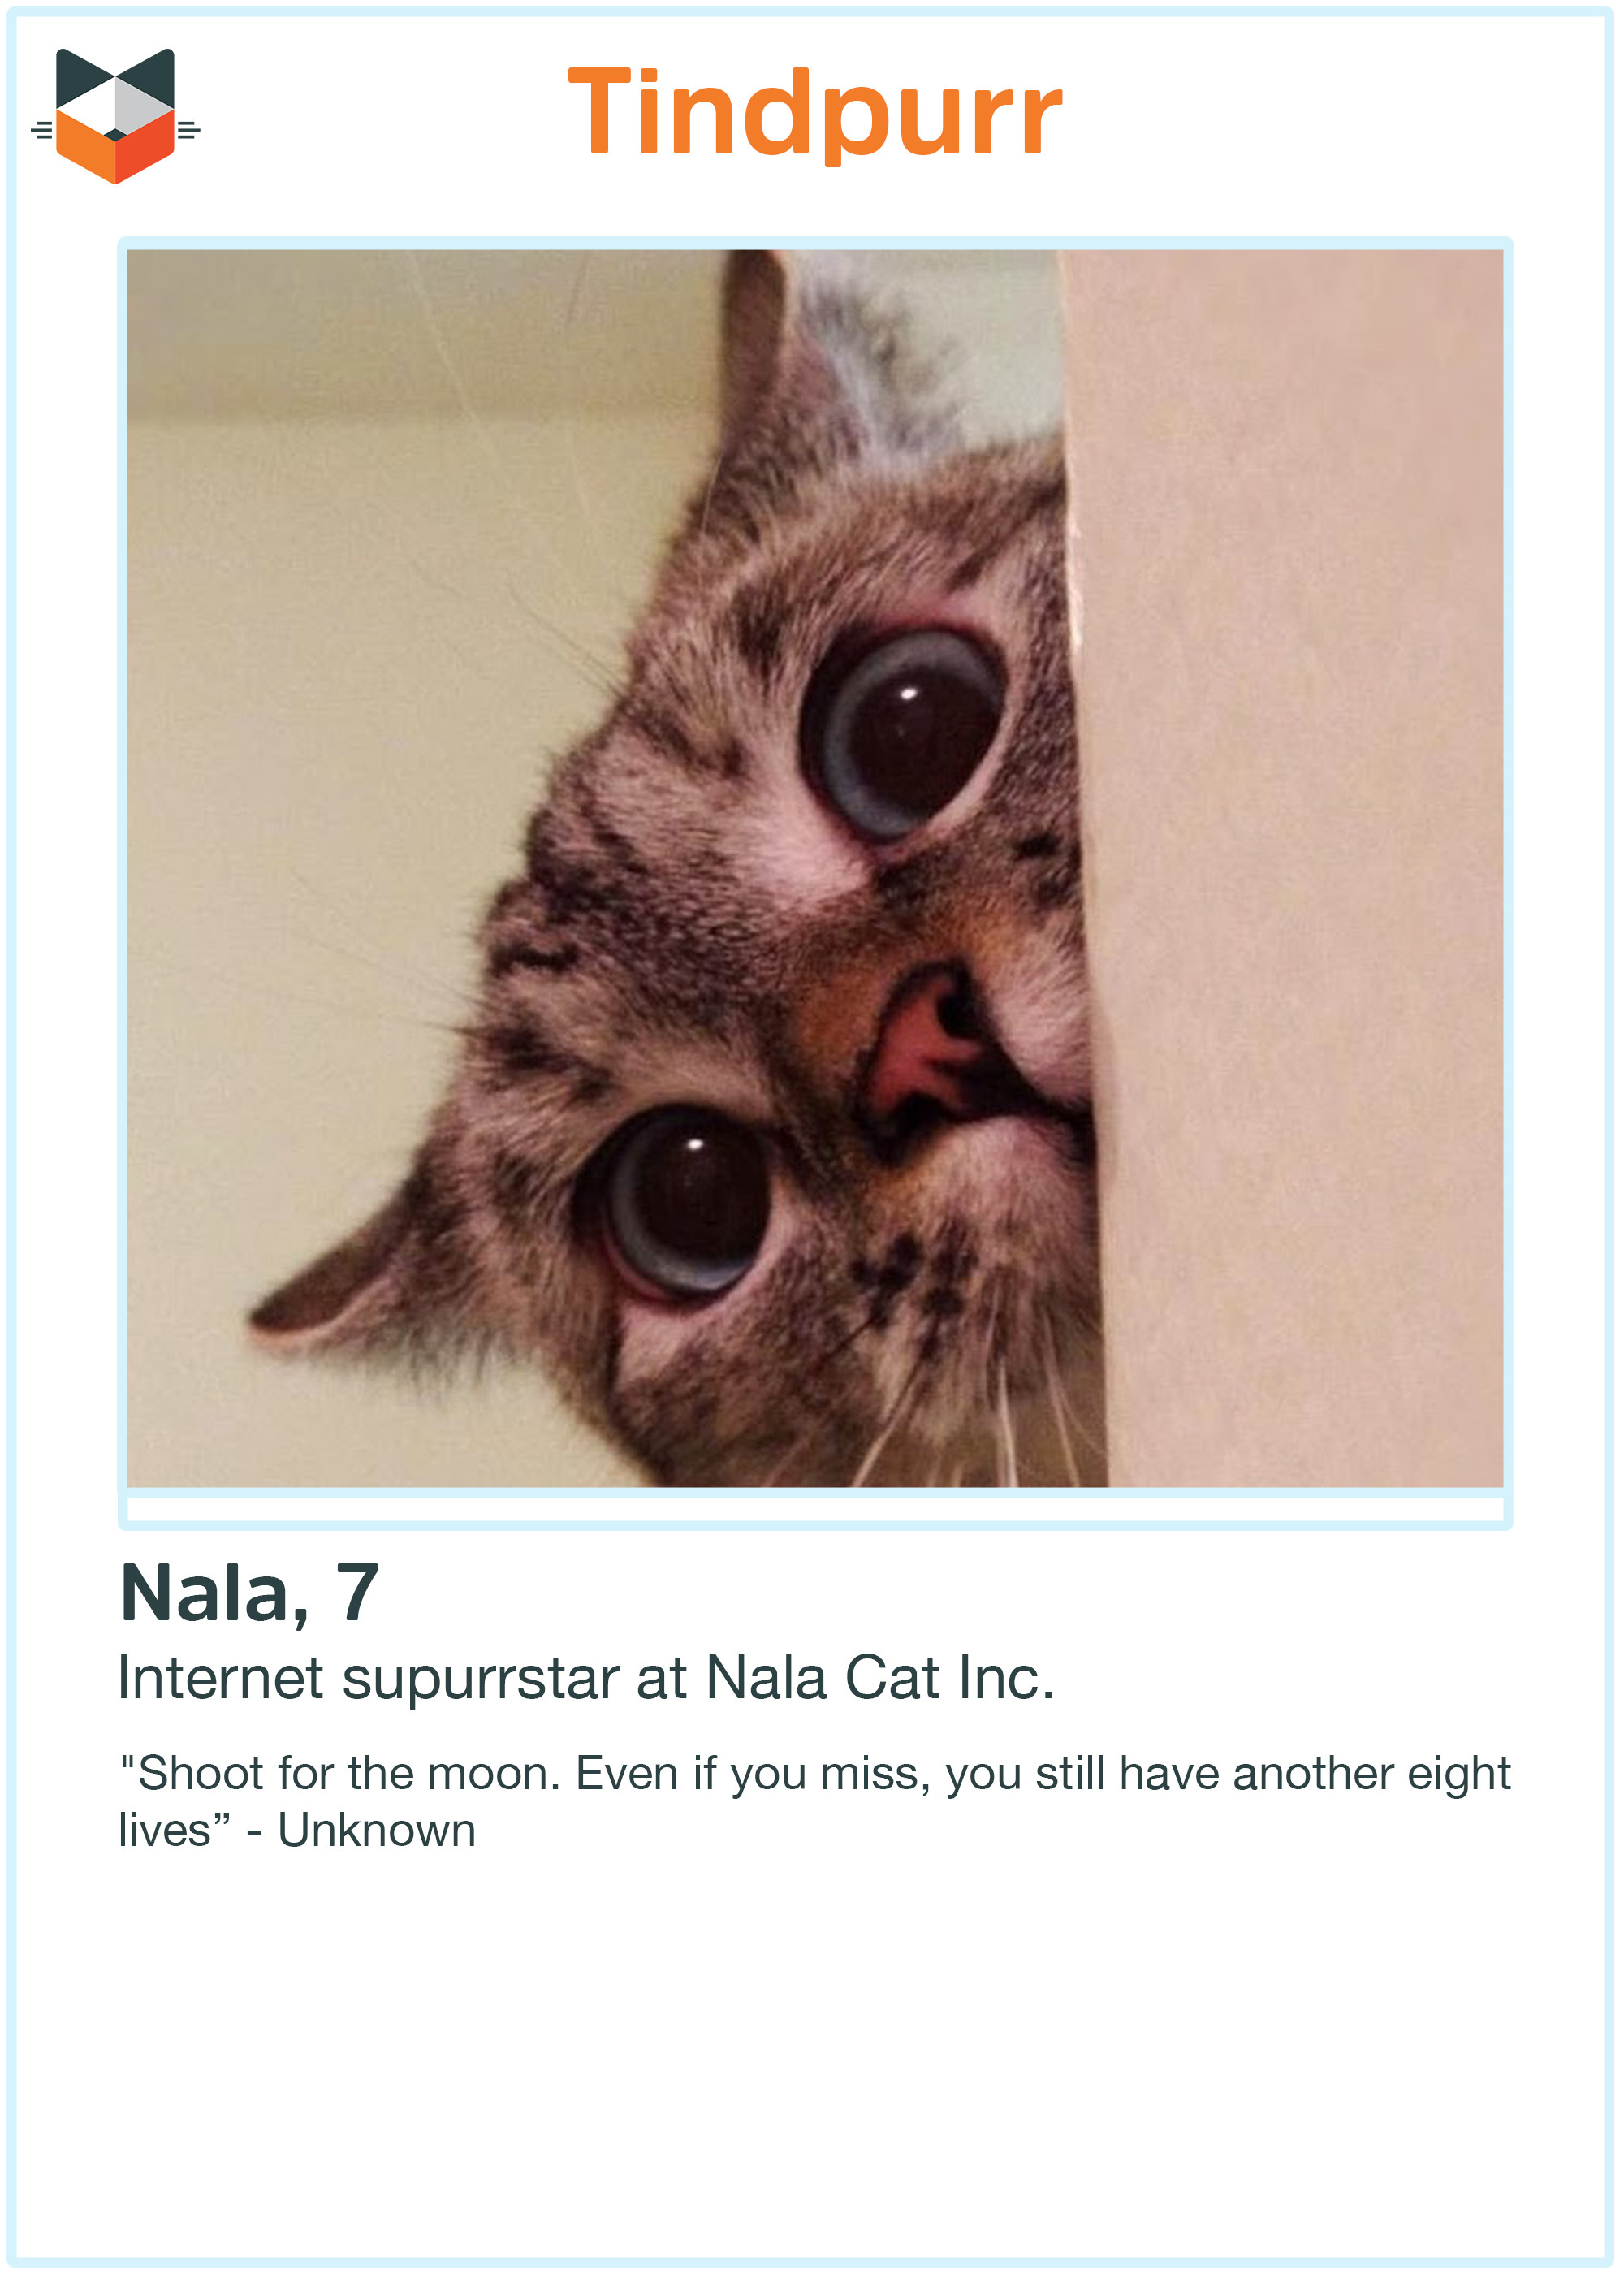 Tindpurr
Nala, 7
Internet supurrstar at Nala Cat Inc.
"Shoot for the moon. Even if you miss, you still have another eight
lives” - Unknown